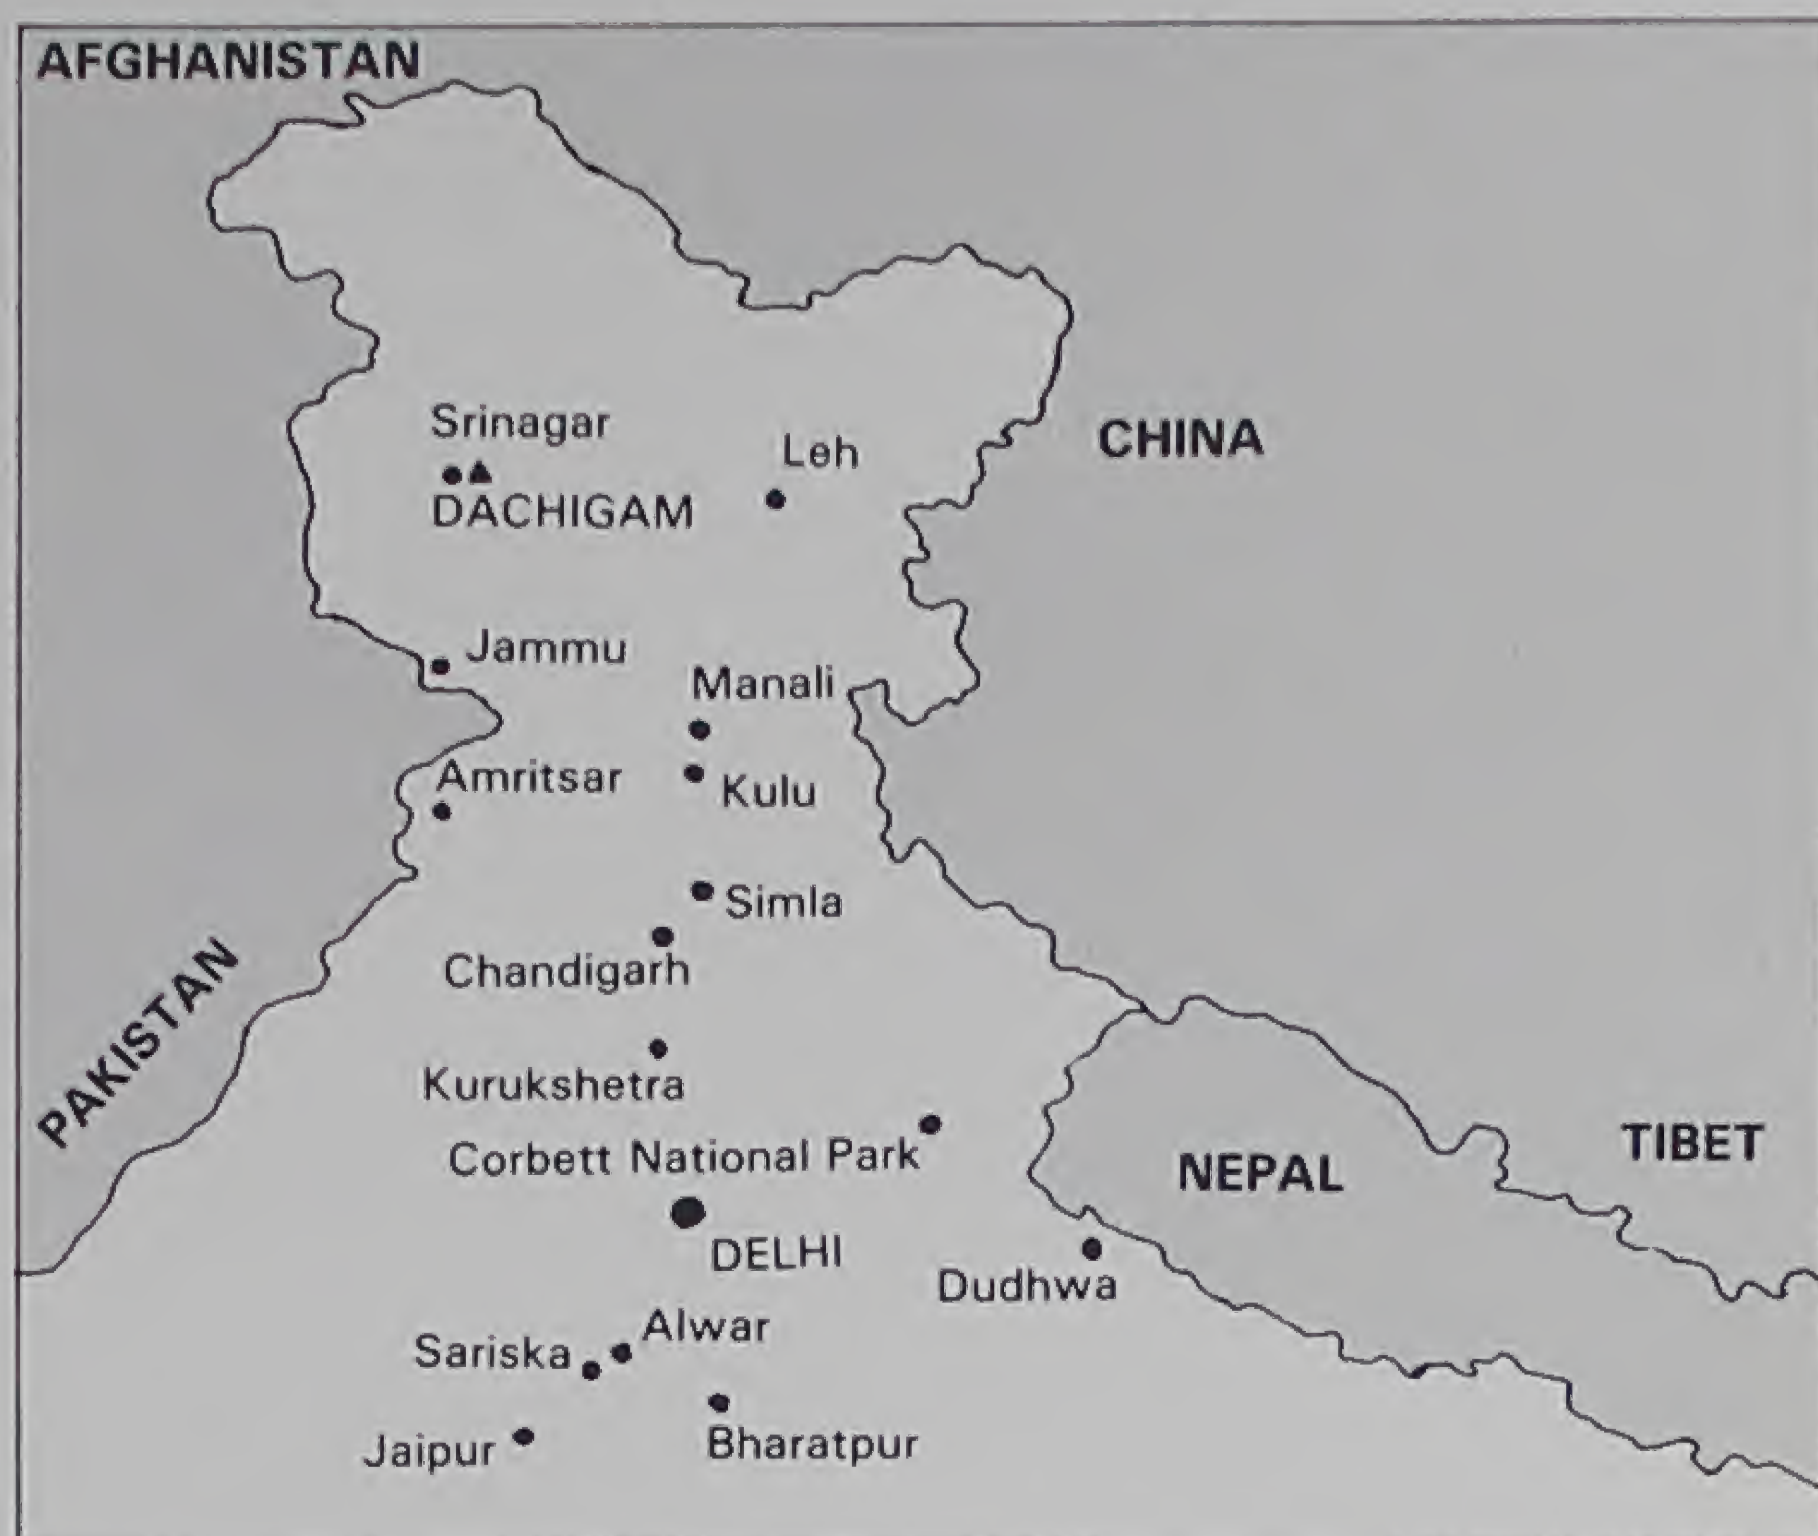 AFGHANISTAN
Srinagar
Leh
CHINA
DACHIGAM
Jammu
Manali
Amritsar
Kulu
Simla
Chandigarh
PAKISTAN
Kurukshetra
Corbett National Park
TIBET
NEPAL
DELHI
Dudhwa
Alwar
Sariska
Bharatpur
Jaipur